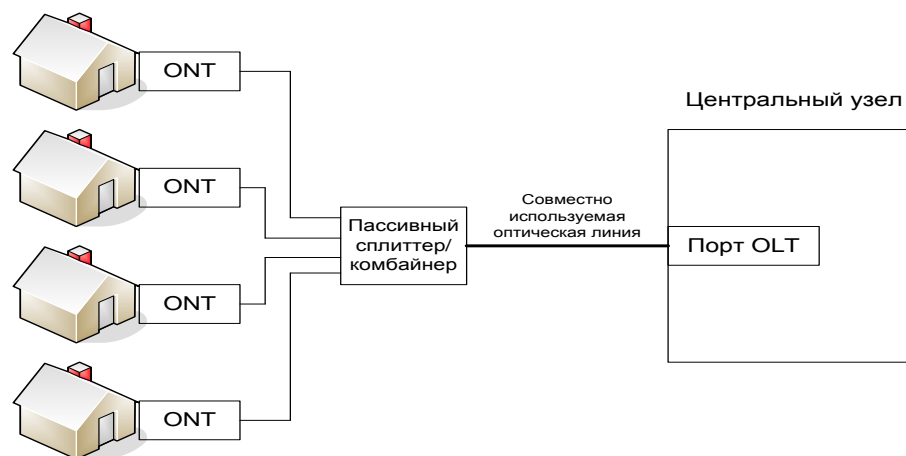 ONT
Центральный узел
ONT
Совместно
используемая
оптическая линия
Пассивный
сплиттер/
комбайнер
Порт OLT
ONT
ONT